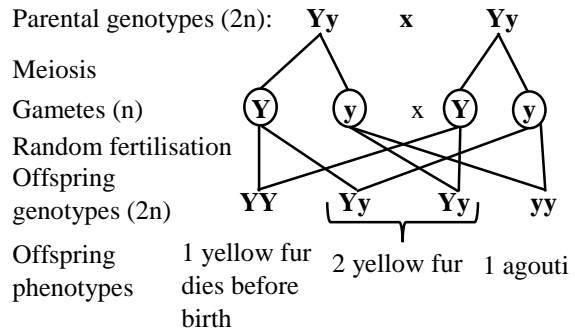 Parental genotypes (2n): Yy x Yy
Meiosis
Gametes (n) Y y x Y y
Random fertilisation
Offspring
genotypes (2n) YY Yy Yy yy
Offspring 1 yellow fur 2 yellow fur 1 agouti
phenotypes dies before
birth